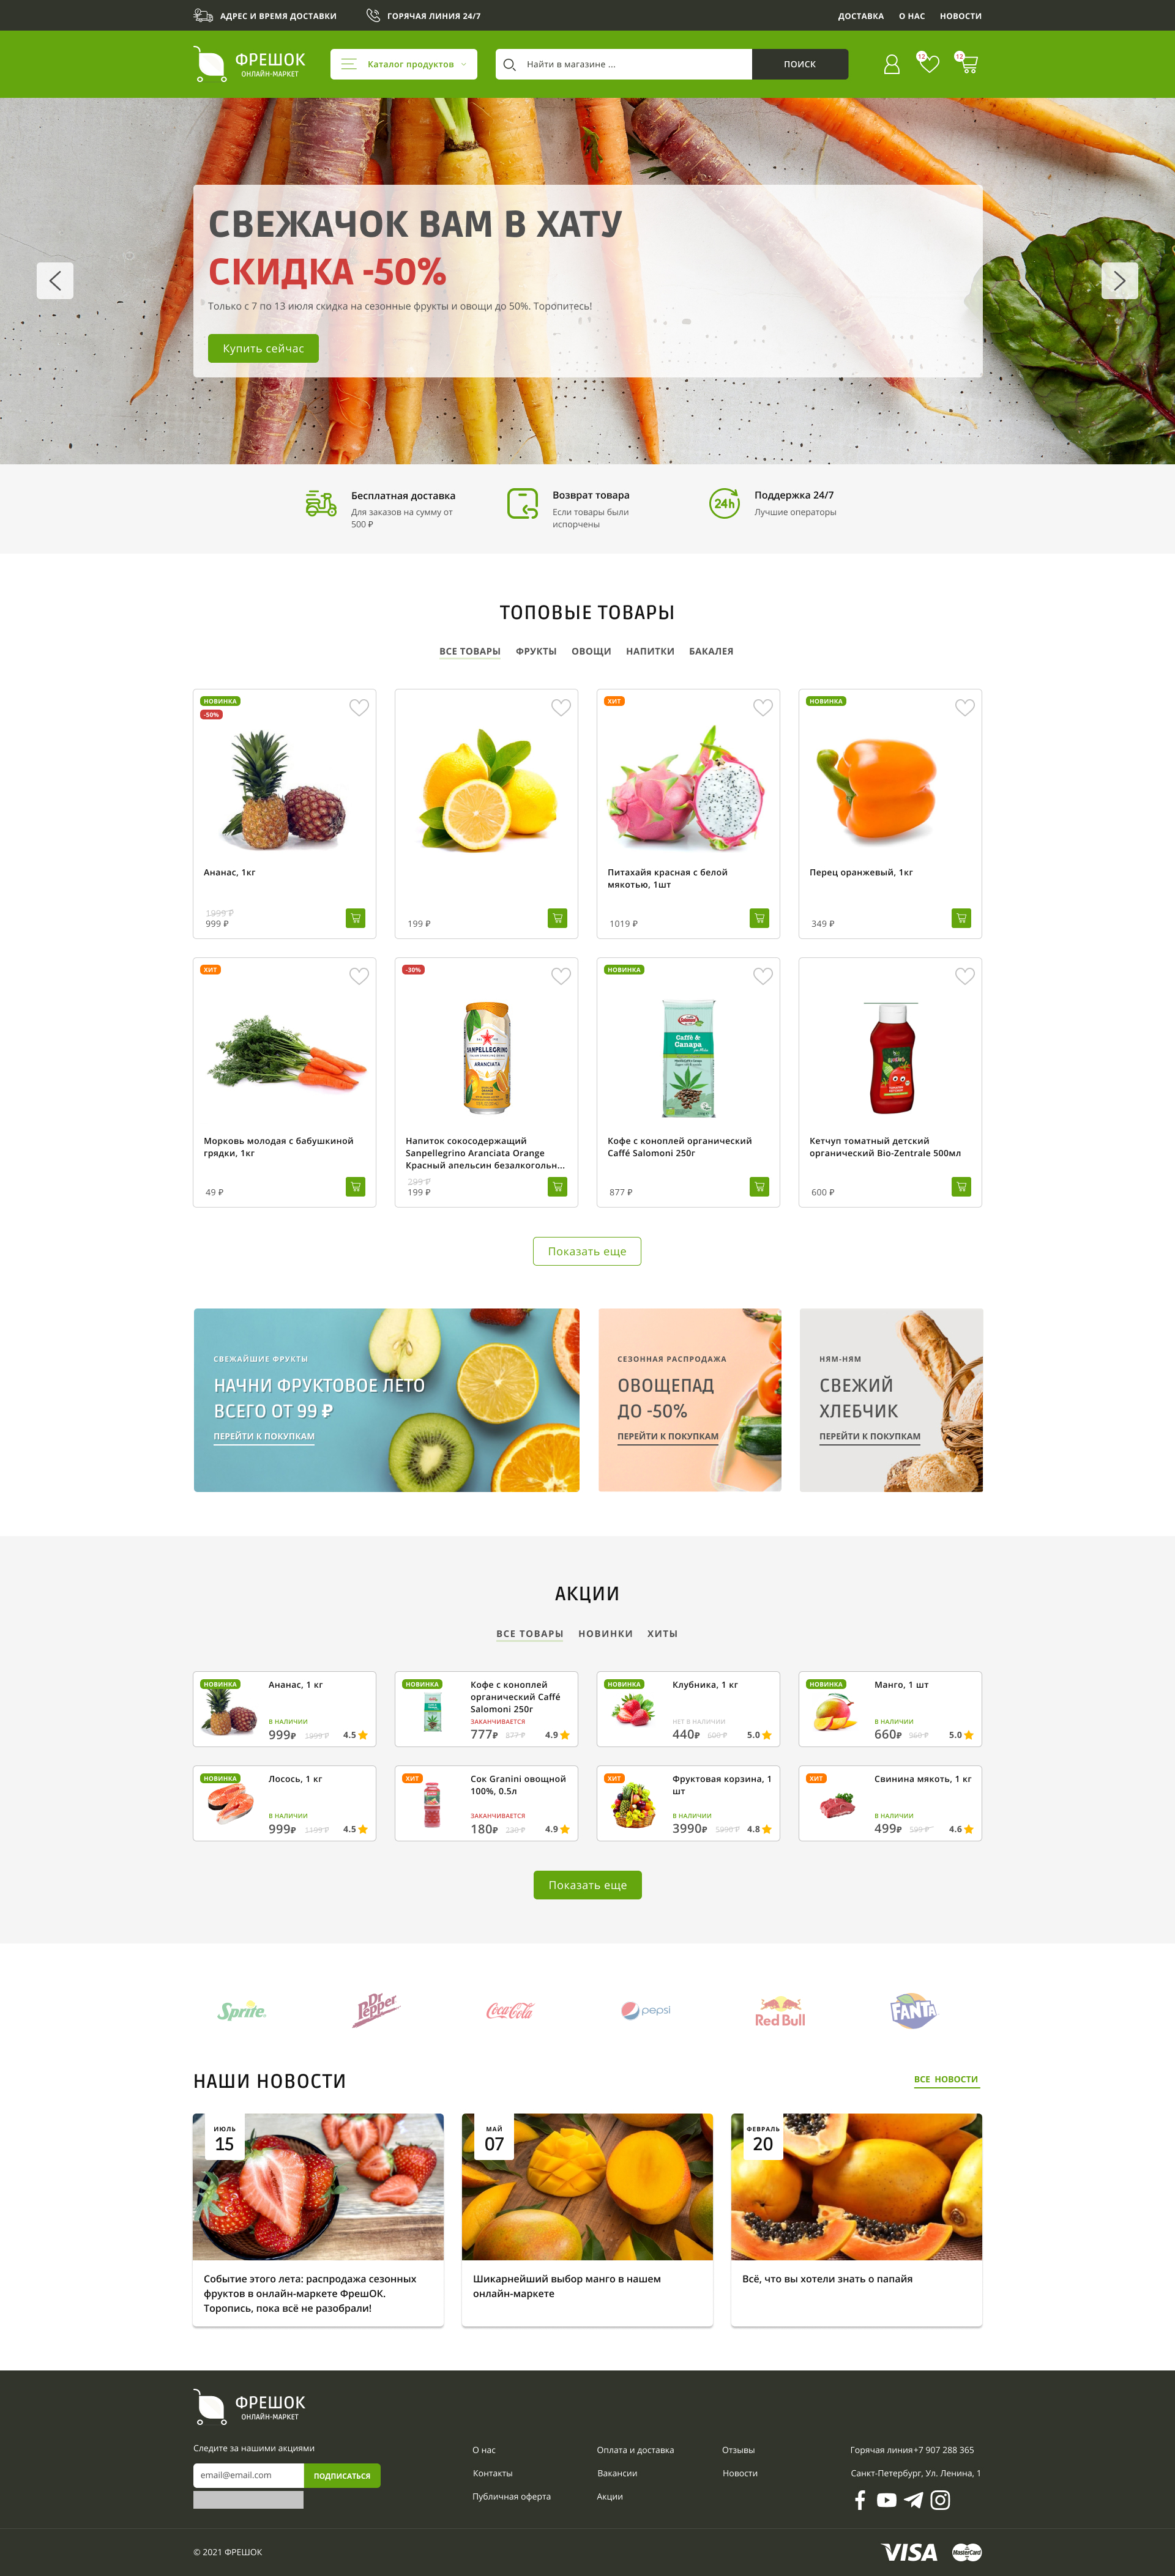 АДРЕС И ВРЕМЯ ДОСТАВКИ
ГОРЯЧАЯ ЛИНИЯ 24/7
ДОСТАВКА
О НАС
НОВОСТИ
ФРЕШОК
ОНЛАЙН-МАРКЕТ
Каталог продуктов
Найти в магазине ...
ПОИСК
12
12
СВЕЖАЧОК ВАМ В ХАТУ
СКИДКА -50%
Только с 7 по 13 июля скидка на сезонные фрукты и овощи до 50%. Торопитесь!
Купить сейчас
Бесплатная доставка
Для заказов на сумму от
500 ₽
Возврат товара
Если товары были
испорчены
24h
Поддержка 24/7
Лучшие операторы
ТОПОВЫЕ ТОВАРЫ
ВСЕ ТОВАРЫ
ФРУКТЫ
ОВОЩИ
НАПИТКИ
БАКАЛЕЯ
НОВИНКА
-50%
Ананас, 1кг
1999 ₽
999 ₽
199 ₽
ХИТ
Питахайя красная с белой
мякотью, 1шт
1019 ₽
НОВИНКА
Перец оранжевый, 1кг
349 ₽
ХИТ
Морковь молодая с бабушкиной
грядки, 1кг
49 ₽
-30%
SANPELLEGRINO
ARANCIATA
Напиток сокосодержащий
Sanpellegrino Aranciata Orange
Красный апельсин безалкогольн...
299 ₽
199 ₽
НОВИНКА
Caffè &
Canapa
Кофе с коноплей органический
Caffé Salomoni 250г
877 ₽
Кетчуп томатный детский
органический Bio-Zentrale 500мл
600 ₽
Показать еще
СВЕЖАЙШИЕ ФРУКТЫ
НАЧНИ ФРУКТОВОЕ ЛЕТО
ВСЕГО ОТ 99 ₽
ПЕРЕЙТИ К ПОКУПКАМ
СЕЗОННАЯ РАСПРОДАЖА
ОВОЩЕПАД
ДО -50%
ПЕРЕЙТИ К ПОКУПКАМ
НЯМ-НЯМ
СВЕЖИЙ
ХЛЕБЧИК
ПЕРЕЙТИ К ПОКУПКАМ
АКЦИИ
ВСЕ ТОВАРЫ
НОВИНКИ
ХИТЫ
НОВИНКА
Ананас, 1 кг
В НАЛИЧИИ
999₽
1999 ₽
4.5
НОВИНКА
Кофе с коноплей
органический Caffé
Salomoni 250г
ЗАКАНЧИВАЕТСЯ
777₽
877 ₽
4.9
НОВИНКА
Клубника, 1 кг
НЕТ В НАЛИЧИИ
440₽
600 ₽
5.0
НОВИНКА
Манго, 1 шт
В НАЛИЧИИ
660₽
960 ₽
5.0
НОВИНКА
Лосось, 1 кг
В НАЛИЧИИ
999₽
1199 ₽
4.5
ХИТ
Сок Granini овощной
100%, 0.5л
ЗАКАНЧИВАЕТСЯ
180₽
230 ₽
4.9
ХИТ
Фруктовая корзина, 1
шт
В НАЛИЧИИ
3990₽
5990 ₽
4.8
ХИТ
Свинина мякоть, 1 кг
В НАЛИЧИИ
499₽
599 ₽
4.6
Показать еще
Sprite
Dr Pepper
Coca-Cola
pepsi
Red Bull
FANTA
НАШИ НОВОСТИ
ВСЕ НОВОСТИ
ИЮЛЬ
15
Событие этого лета: распродажа сезонных
фруктов в онлайн-маркете ФрешОК.
Торопись, пока всё не разобрали!
МАЙ
07
Шикарнейший выбор манго в нашем
онлайн-маркете
ФЕВРАЛЬ
20
Всё, что вы хотели знать о папайя
ФРЕШОК
ОНЛАЙН-МАРКЕТ
Следите за нашими акциями
email@email.com
ПОДПИСАТЬСЯ
О нас
Контакты
Публичная оферта
Оплата и доставка
Вакансии
Акции
Отзывы
Новости
Горячая линия+7 907 288 365
Санкт-Петербург, Ул. Ленина, 1
© 2021 ФРЕШОК
VISA
MasterCard